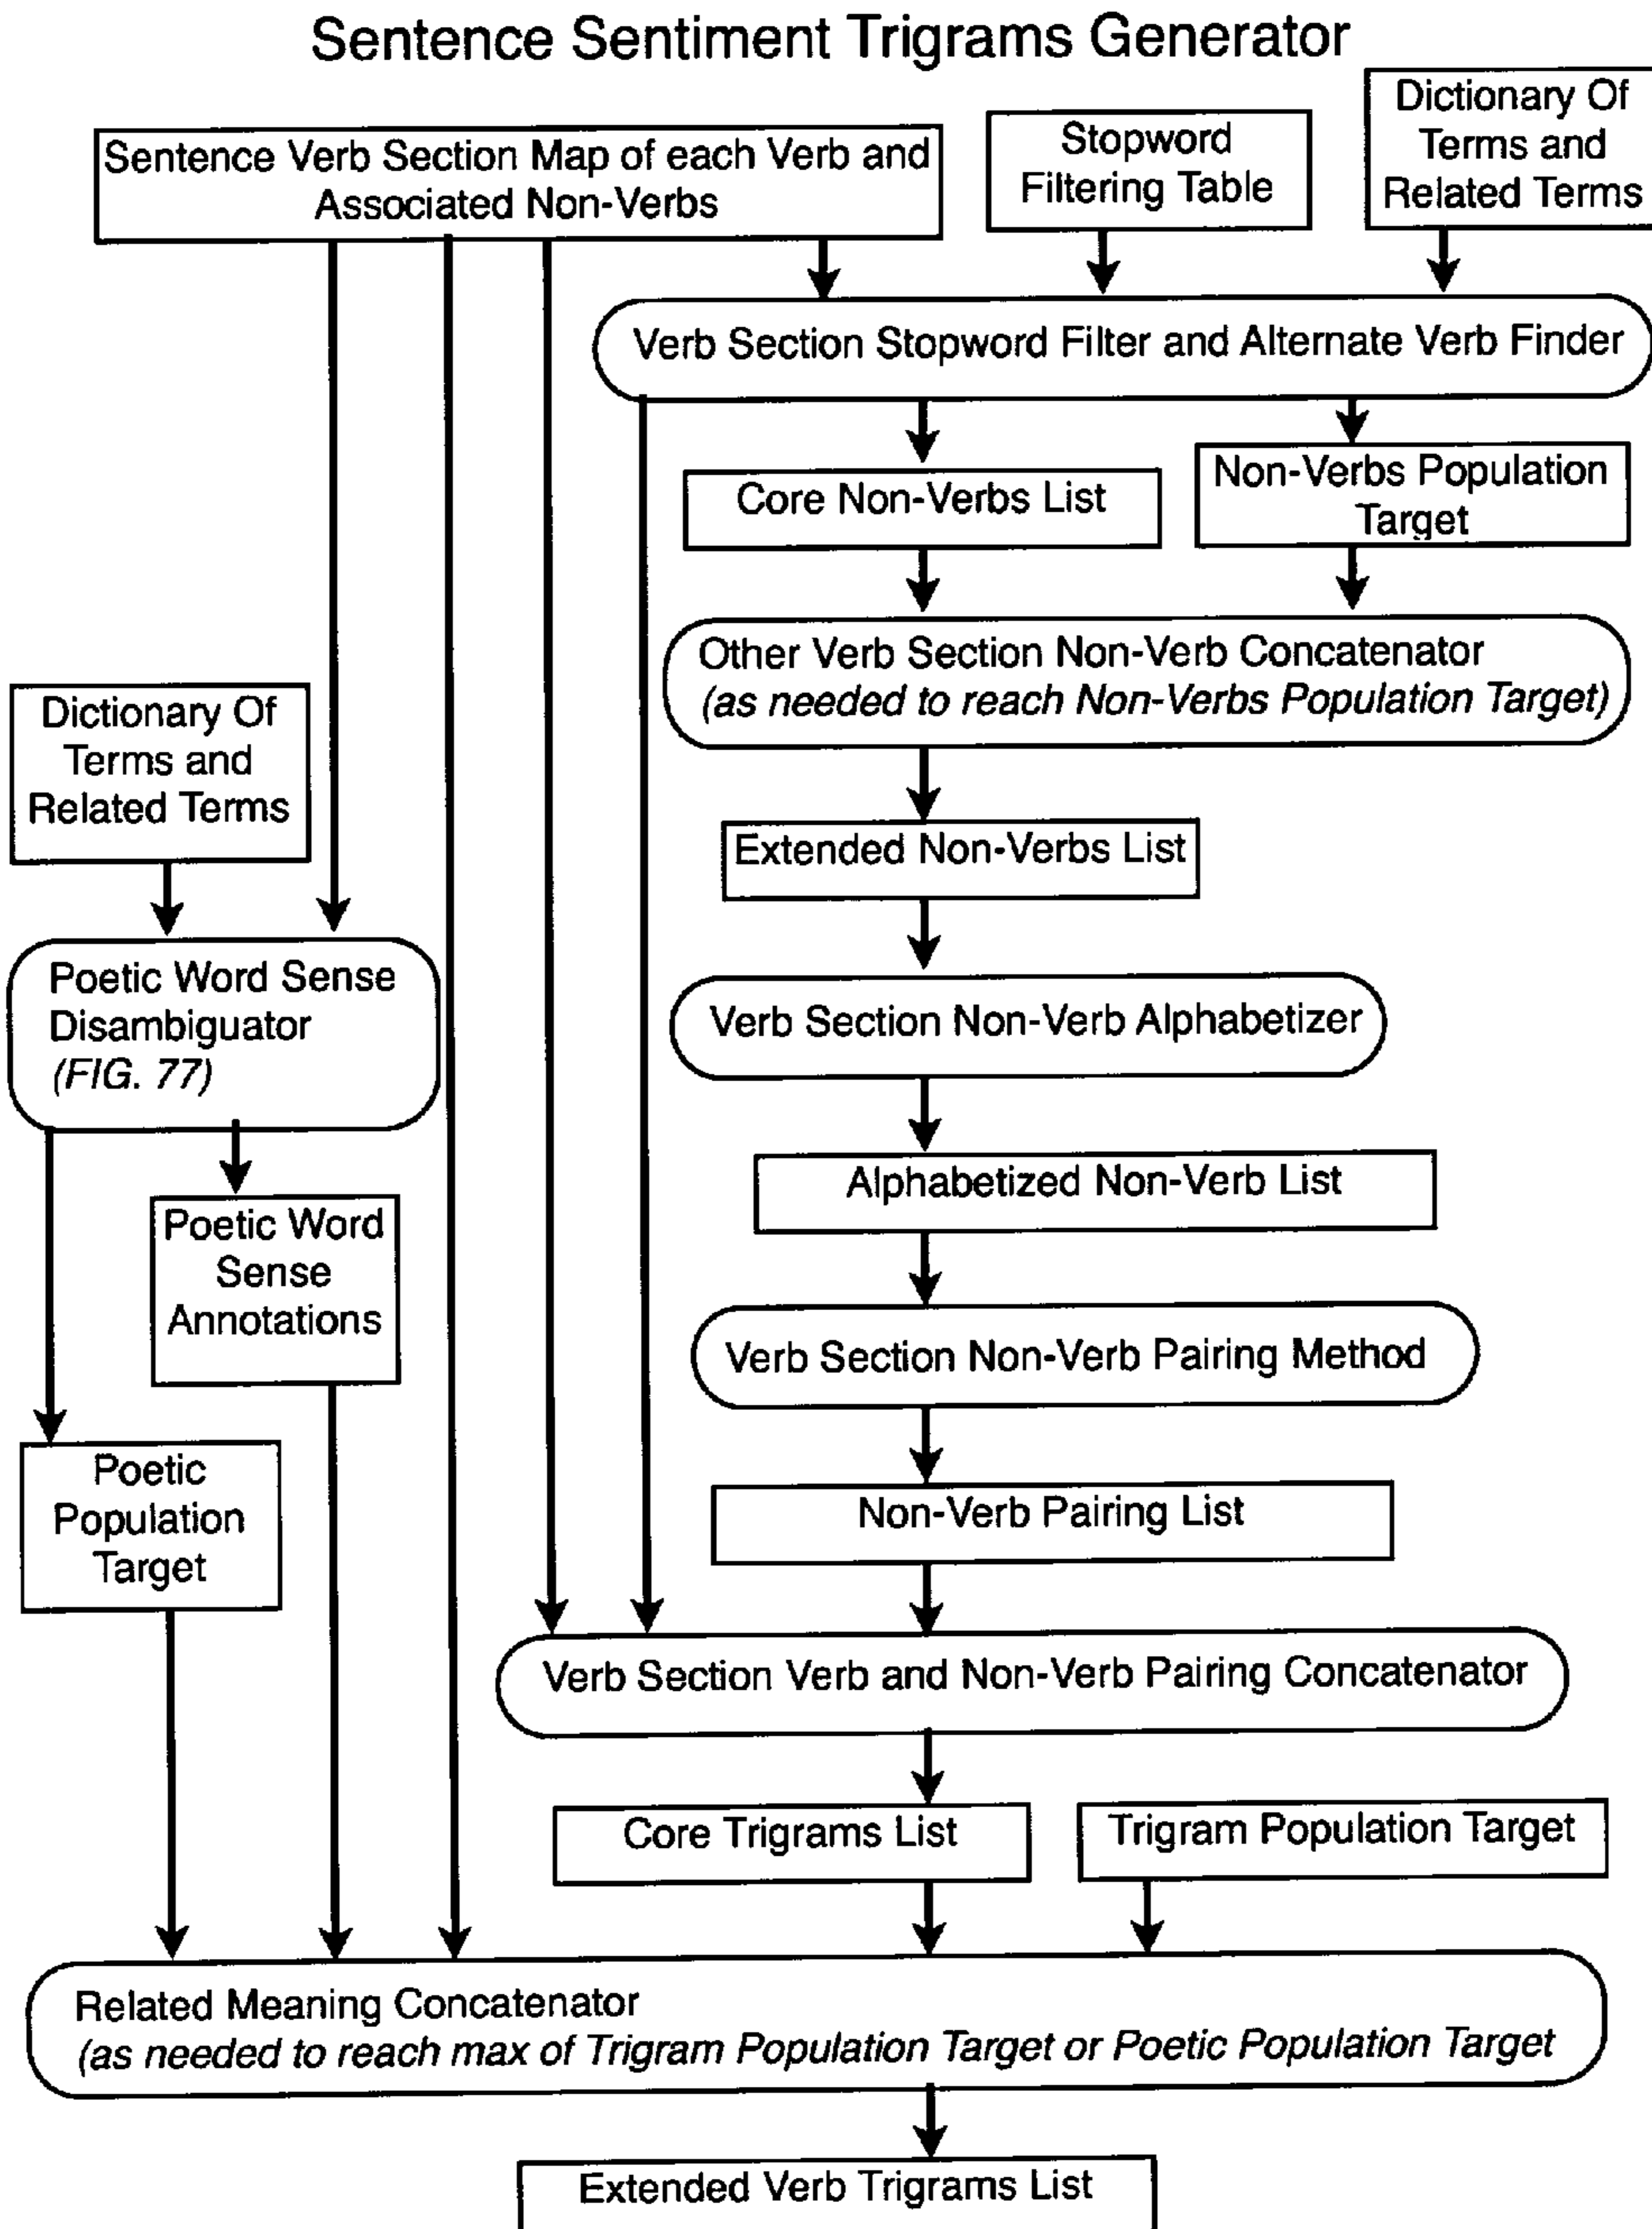 Sentence Sentiment Trigrams Generator
Sentence Verb Section Map of each Verb and
Associated Non-Verbs
Stopword
Filtering Table
Dictionary Of
Terms and
Related Terms
Verb Section Stopword Filter and Alternate Verb Finder
Core Non-Verbs List
Non-Verbs Population
Target
Other Verb Section Non-Verb Concatenator
(as needed to reach Non-Verbs Population Target)
Dictionary Of
Terms and
Related Terms
Extended Non-Verbs List
Poetic Word Sense
Disambiguator
(FIG. 77)
Verb Section Non-Verb Alphabetizer
Alphabetized Non-Verb List
Poetic Word
Sense
Annotations
Verb Section Non-Verb Pairing Method
Poetic
Population
Target
Non-Verb Pairing List
Verb Section Verb and Non-Verb Pairing Concatenator
Core Trigrams List
Trigram Population Target
Related Meaning Concatenator
(as needed to reach max of Trigram Population Target or Poetic Population Target
Extended Verb Trigrams List